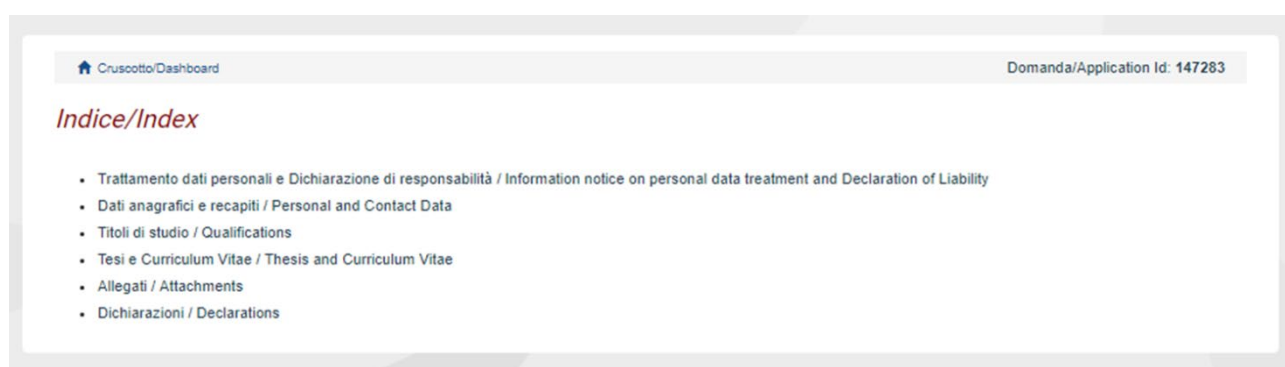 Cruscotto/Dashboard Domanda/Application Id: 147283
Indice/Index
Trattamento dati personali e Dichiarazione di responsabilità / Information notice on personal data treatment and Declaration of Liability
Dati anagrafici e recapiti / Personal and Contact Data
Titoli di studio / Qualifications
Tesi e Curriculum Vitae / Thesis and Curriculum Vitae
Allegati / Attachments
Dichiarazioni / Declarations